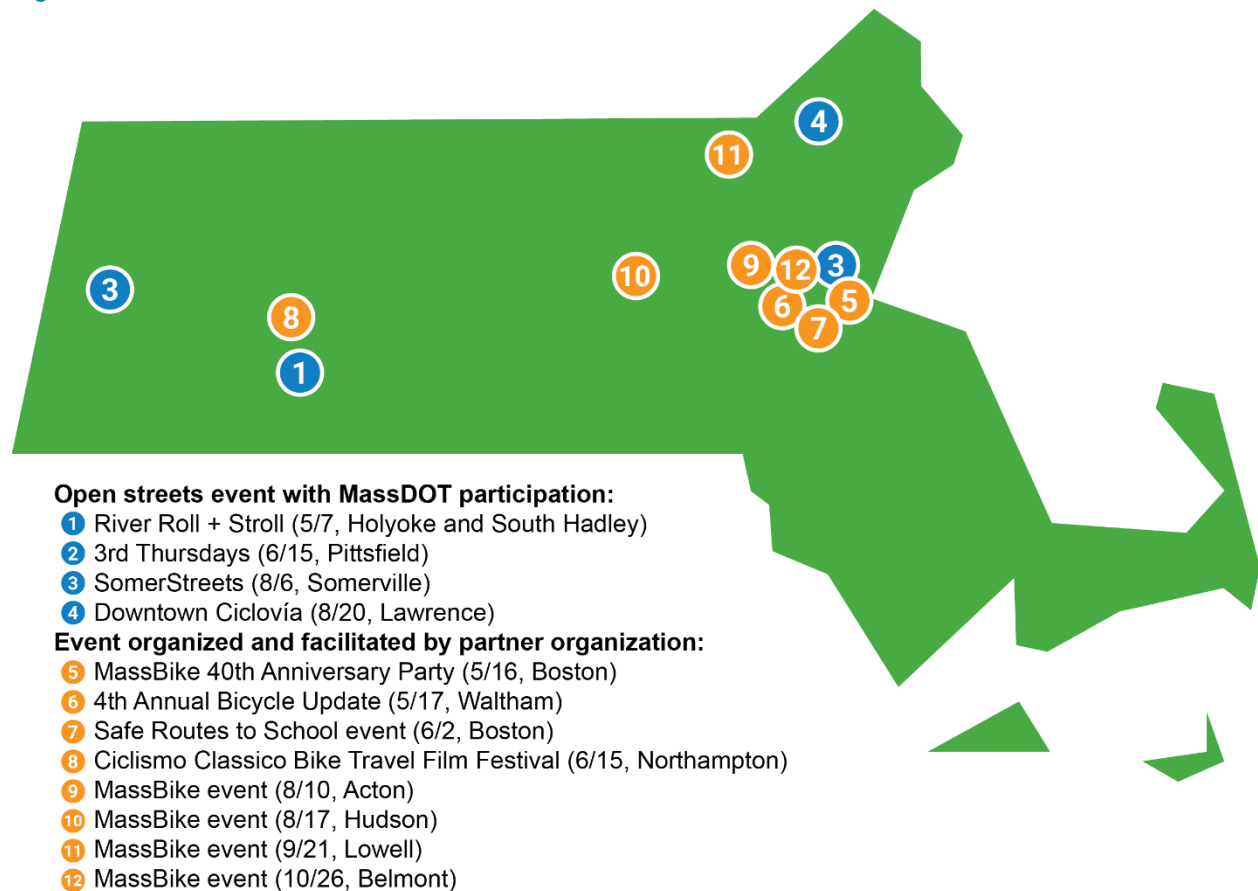 4
11
9
12
3
10
3
5
6
8
7
1
Open streets event with MassDOT participation:
1 River Roll + Stroll (5/7, Holyoke and South Hadley)
2 3rd Thursdays (6/15, Pittsfield)
3 SomerStreets (8/6, Somerville)
4 Downtown Ciclovía (8/20, Lawrence)
Event organized and facilitated by partner organization:
5 MassBike 40th Anniversary Party (5/16, Boston)
6 4th Annual Bicycle Update (5/17, Waltham)
7 Safe Routes to School event (6/2, Boston)
8 Ciclismo Classico Bike Travel Film Festival (6/15, Northampton)
9 MassBike event (8/10, Acton)
10 MassBike event (8/17, Hudson)
11 MassBike event (9/21, Lowell)
12 MassBike event (10/26, Belmont)